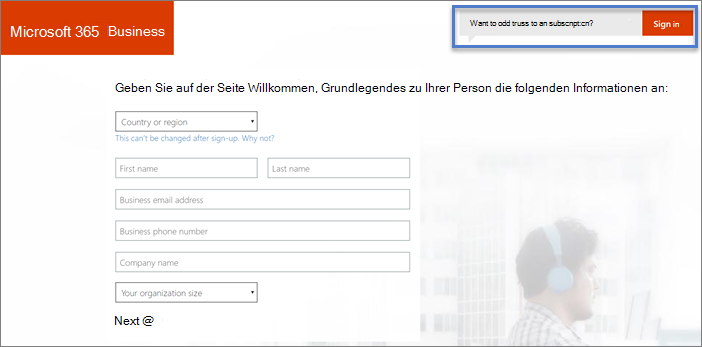 Microsoft 365 Business
Want to odd truss to an subscnpt:cn?
Sign in
Geben Sie auf der Seite Willkommen, Grundlegendes zu Ihrer Person die folgenden Informationen an:
Country or region
This can't be changed after sign-up. Why not?
First name
Last name
Business email address
Business phone number
Company name
Your organization size
Next @